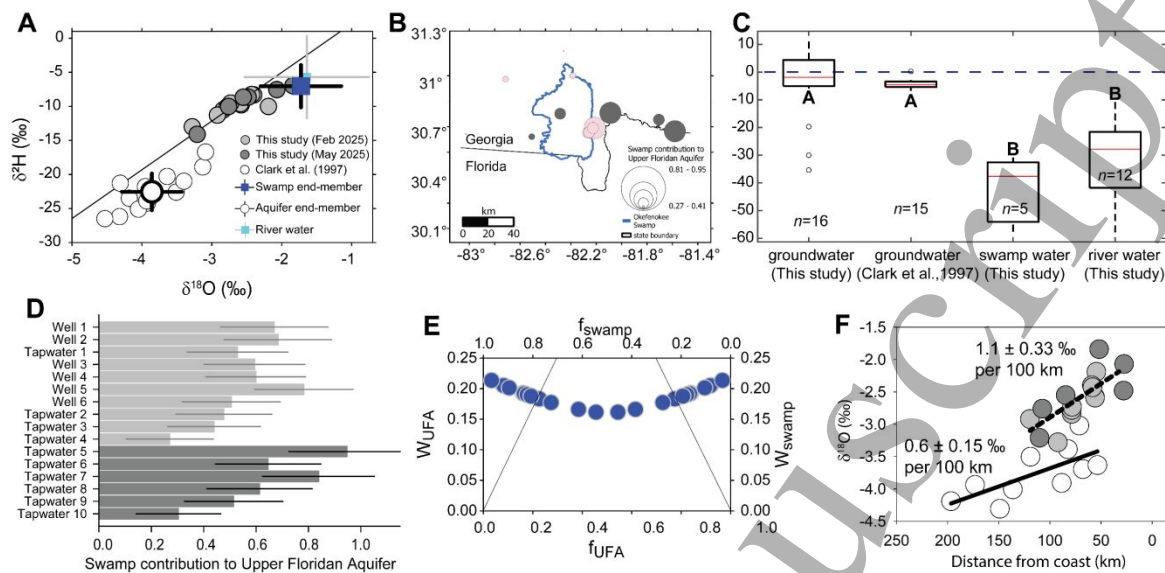 A
0
-5
-10
-15
-20
-25
-30
δ²H (‰)
This study (Feb 2025)
This study (May 2025)
Clark et al. (1997)
Swamp end-member
Aquifer end-member
River water
-5
-4
-3
-2
-1
δ¹⁸O (‰)
B
31.3°
31°
30.7°
30.4°
30.1°
Georgia
Florida
Swamp contribution to
Upper Floridan Aquifer
0.81 - 0.95
0.27 - 0.41
Okefenokee
Swamp
state boundary
km
0 20 40
-83°
-82.6°
-82.2°
-81.8°
-81.4°
C
10
0
-10
-20
-30
-40
-50
-60
A
A
B
B
n=16
n=15
n=5
n=12
groundwater
(This study)
groundwater
(Clark et al.,1997)
swamp water
(This study)
river water
(This study)
D
Well 1
Well 2
Tapwater 1
Well 3
Well 4
Well 5
Well 6
Tapwater 2
Tapwater 3
Tapwater 4
Tapwater 5
Tapwater 6
Tapwater 7
Tapwater 8
Tapwater 9
Tapwater 10
0.0
0.2
0.4
0.6
0.8
1.0
Swamp contribution to Upper Floridan Aquifer
E
fswamp
1.0
0.8
0.6
0.4
0.2
0.0
0.25
0.20
0.15
0.10
0.05
0.00
WUFA
0.25
0.20
0.15
0.10
0.05
0.00
Wswamp
0.0
0.2
0.4
0.6
0.8
fUFA
F
-1.5
-2.0
-2.5
-3.0
-3.5
-4.0
-4.5
δ¹⁸O (‰)
1.1 ± 0.33 ‰
per 100 km
0.6 ± 0.15 ‰
per 100 km
250
200
150
100
50
0
Distance from coast (km)